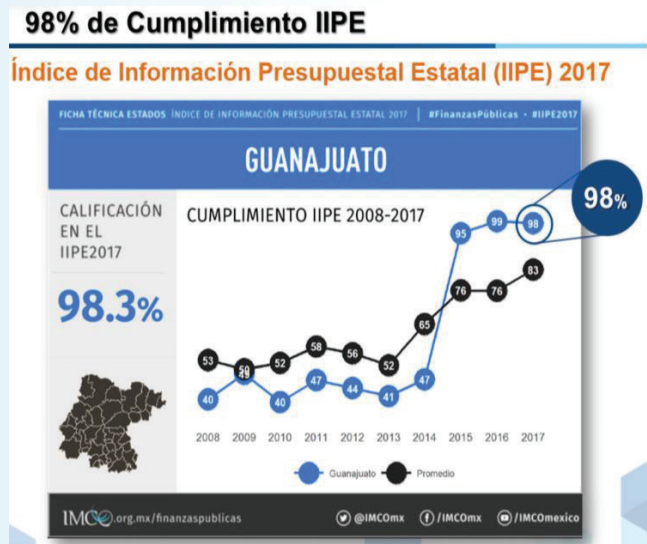 98% de Cumplimiento IIPE
Índice de Información Presupuestal Estatal (IIPE) 2017
FICHA TÉCNICA ESTADOS ÍNDICE DE INFORMACIÓN PRESUPUESTAL ESTATAL 2017 | #FinanzasPúblicas · #IIPE2017
GUANAJUATO
CALIFICACIÓN
EN EL
IIPE2017
98.3%
CUMPLIMIENTO IIPE 2008-2017
98%
95 99 98
83
76 76
65
53 50 52 58 56 52
40 49 40 47 44 41 47
2008 2009 2010 2011 2012 2013 2014 2015 2016 2017
Guanajuato Promedio
IMCO.org.mx/finanzaspublicas @IMCOmx /IMCOmx /IMCOmexico